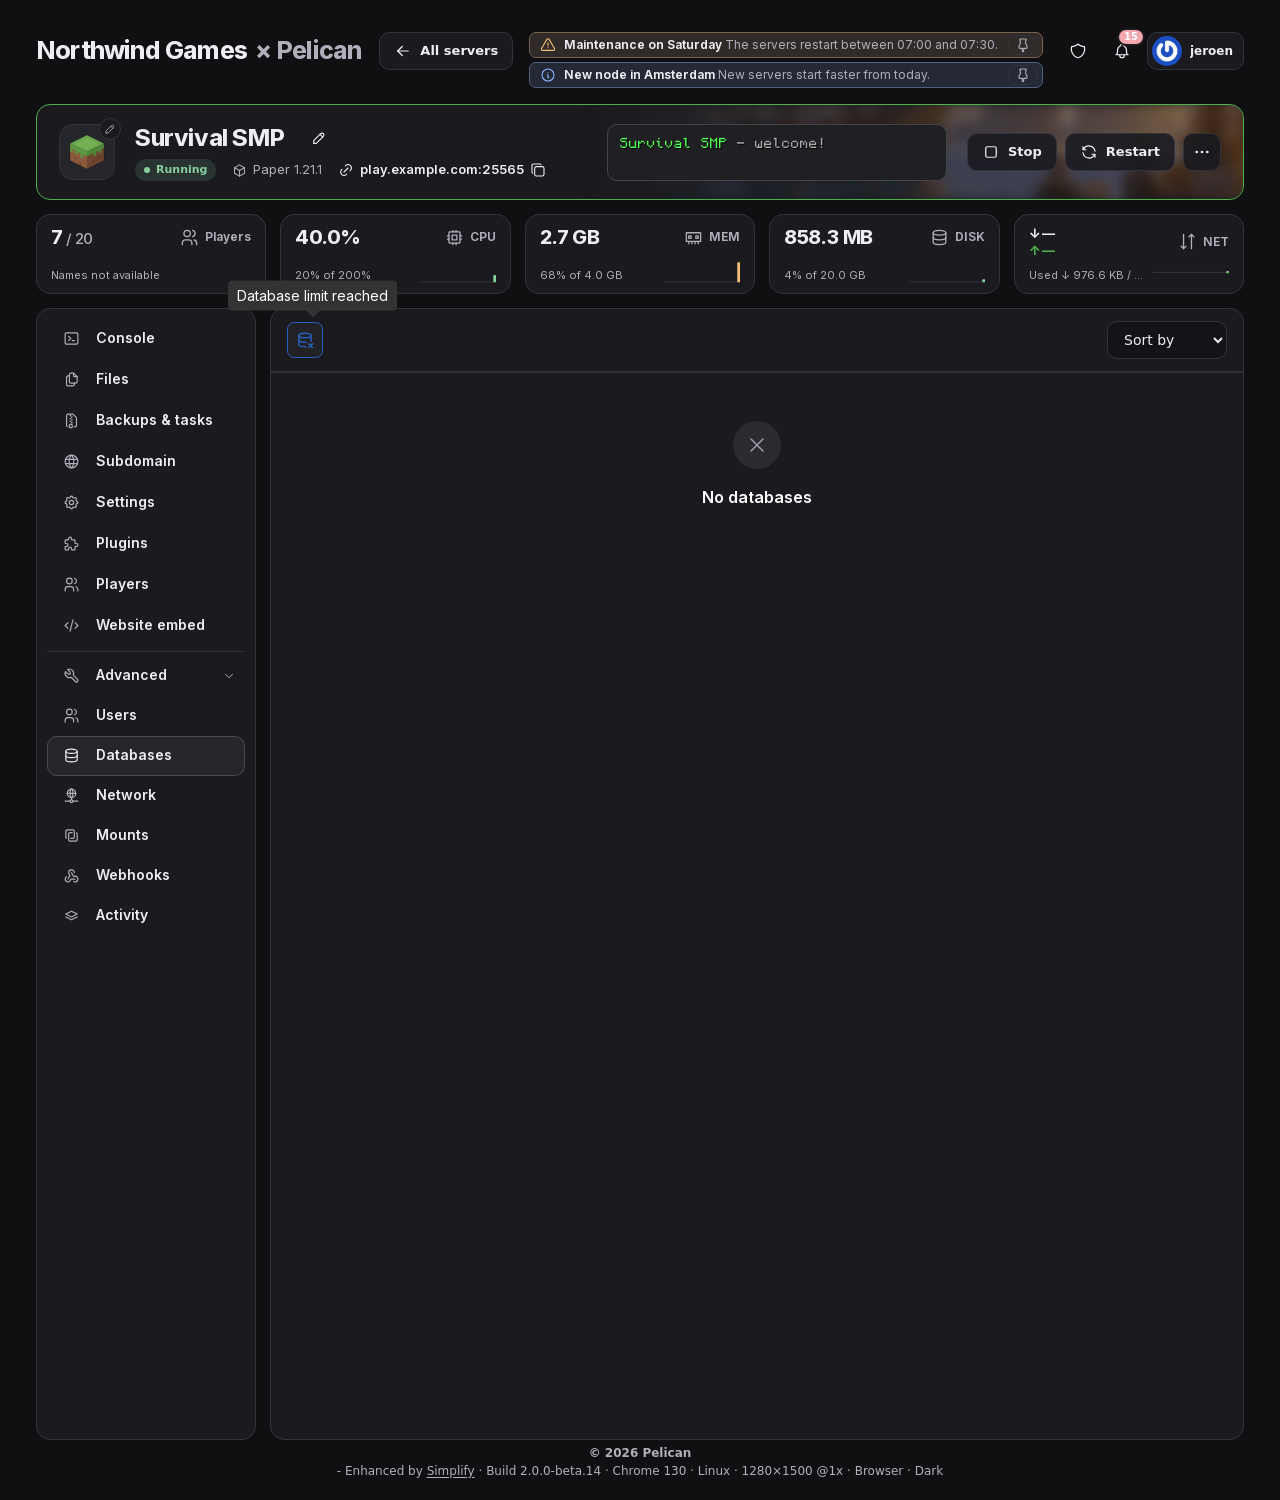 Northwind Games × Pelican
All servers
Maintenance on Saturday The servers restart between 07:00 and 07:30.
New node in Amsterdam New servers start faster from today.
15
jeroen
Survival SMP
Running
Paper 1.21.1
play.example.com:25565
Survival SMP - welcome!
Stop
Restart
7 / 20
Players
Names not available
40.0%
CPU
20% of 200%
2.7 GB
MEM
68% of 4.0 GB
858.3 MB
DISK
4% of 20.0 GB
↓—
↑—
NET
Used ↓ 976.6 KB / ...
Database limit reached
Sort by
Console
Files
Backups & tasks
Subdomain
Settings
Plugins
Players
Website embed
Advanced
Users
Databases
Network
Mounts
Webhooks
Activity
No databases
© 2026 Pelican
- Enhanced by Simplify · Build 2.0.0-beta.14 · Chrome 130 · Linux · 1280×1500 @1x · Browser · Dark